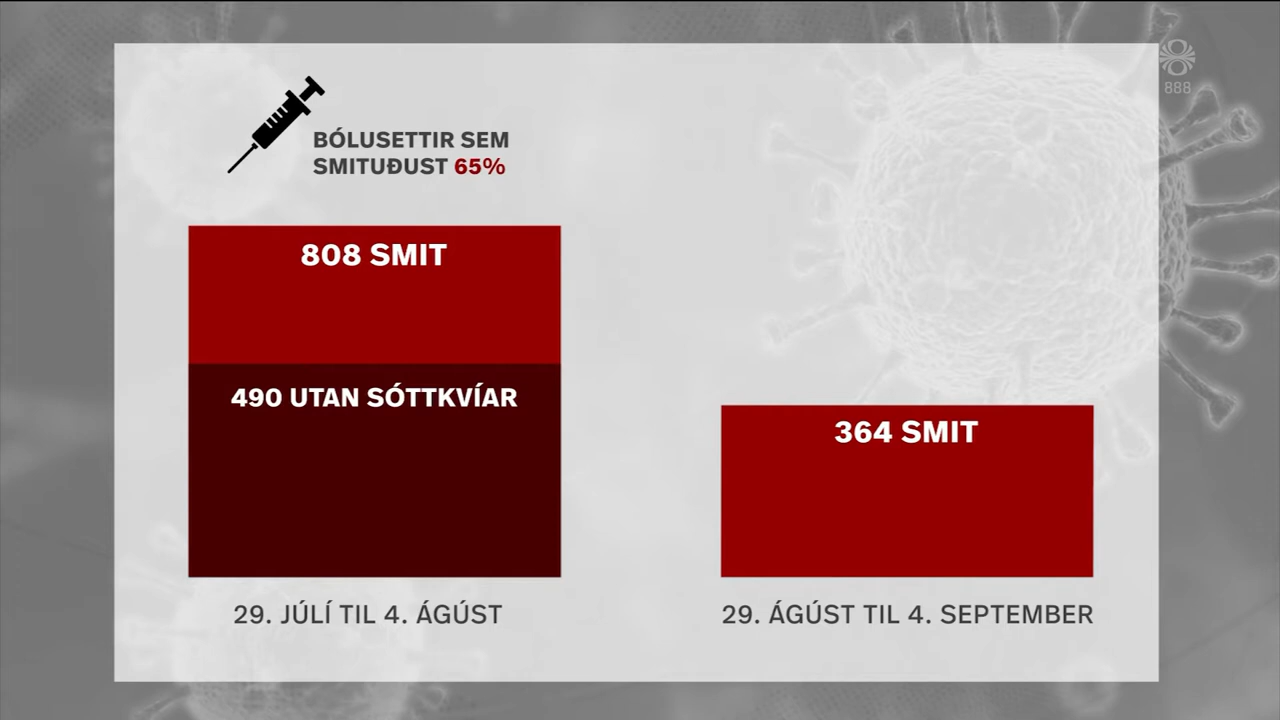 888
BÓLUSETTIR SEM
SMITUÐUST 65%
808 SMIT
490 UTAN SÓTTKVÍAR
364 SMIT
29. JÚLÍ TIL 4. ÁGÚST
29. ÁGÚST TIL 4. SEPTEMBER